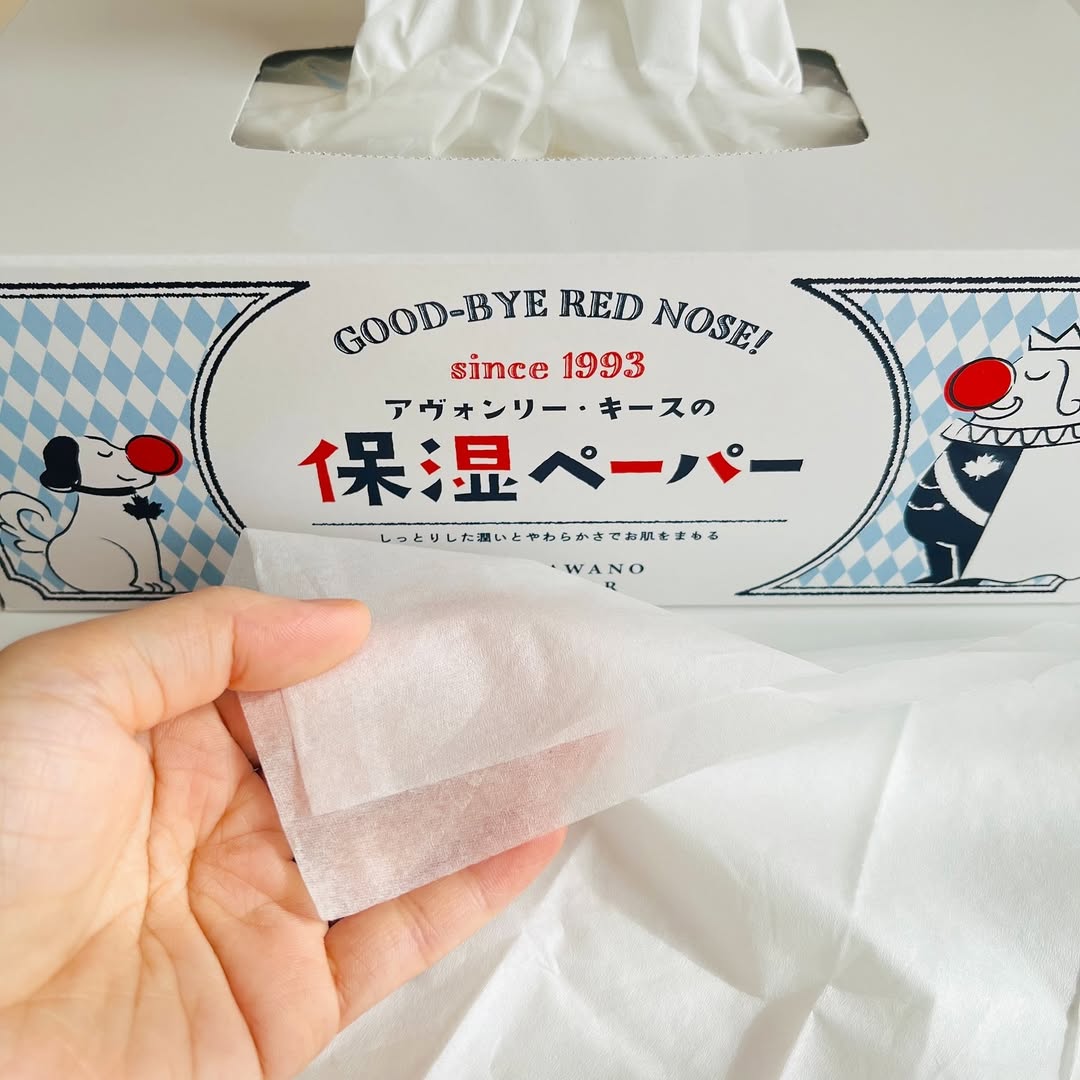 GOOD-BYE RED NOSE!
since 1993
アヴォンリー・キースの
保湿ペーパー
しっとりした潤いとやわらかさでお肌をまもる